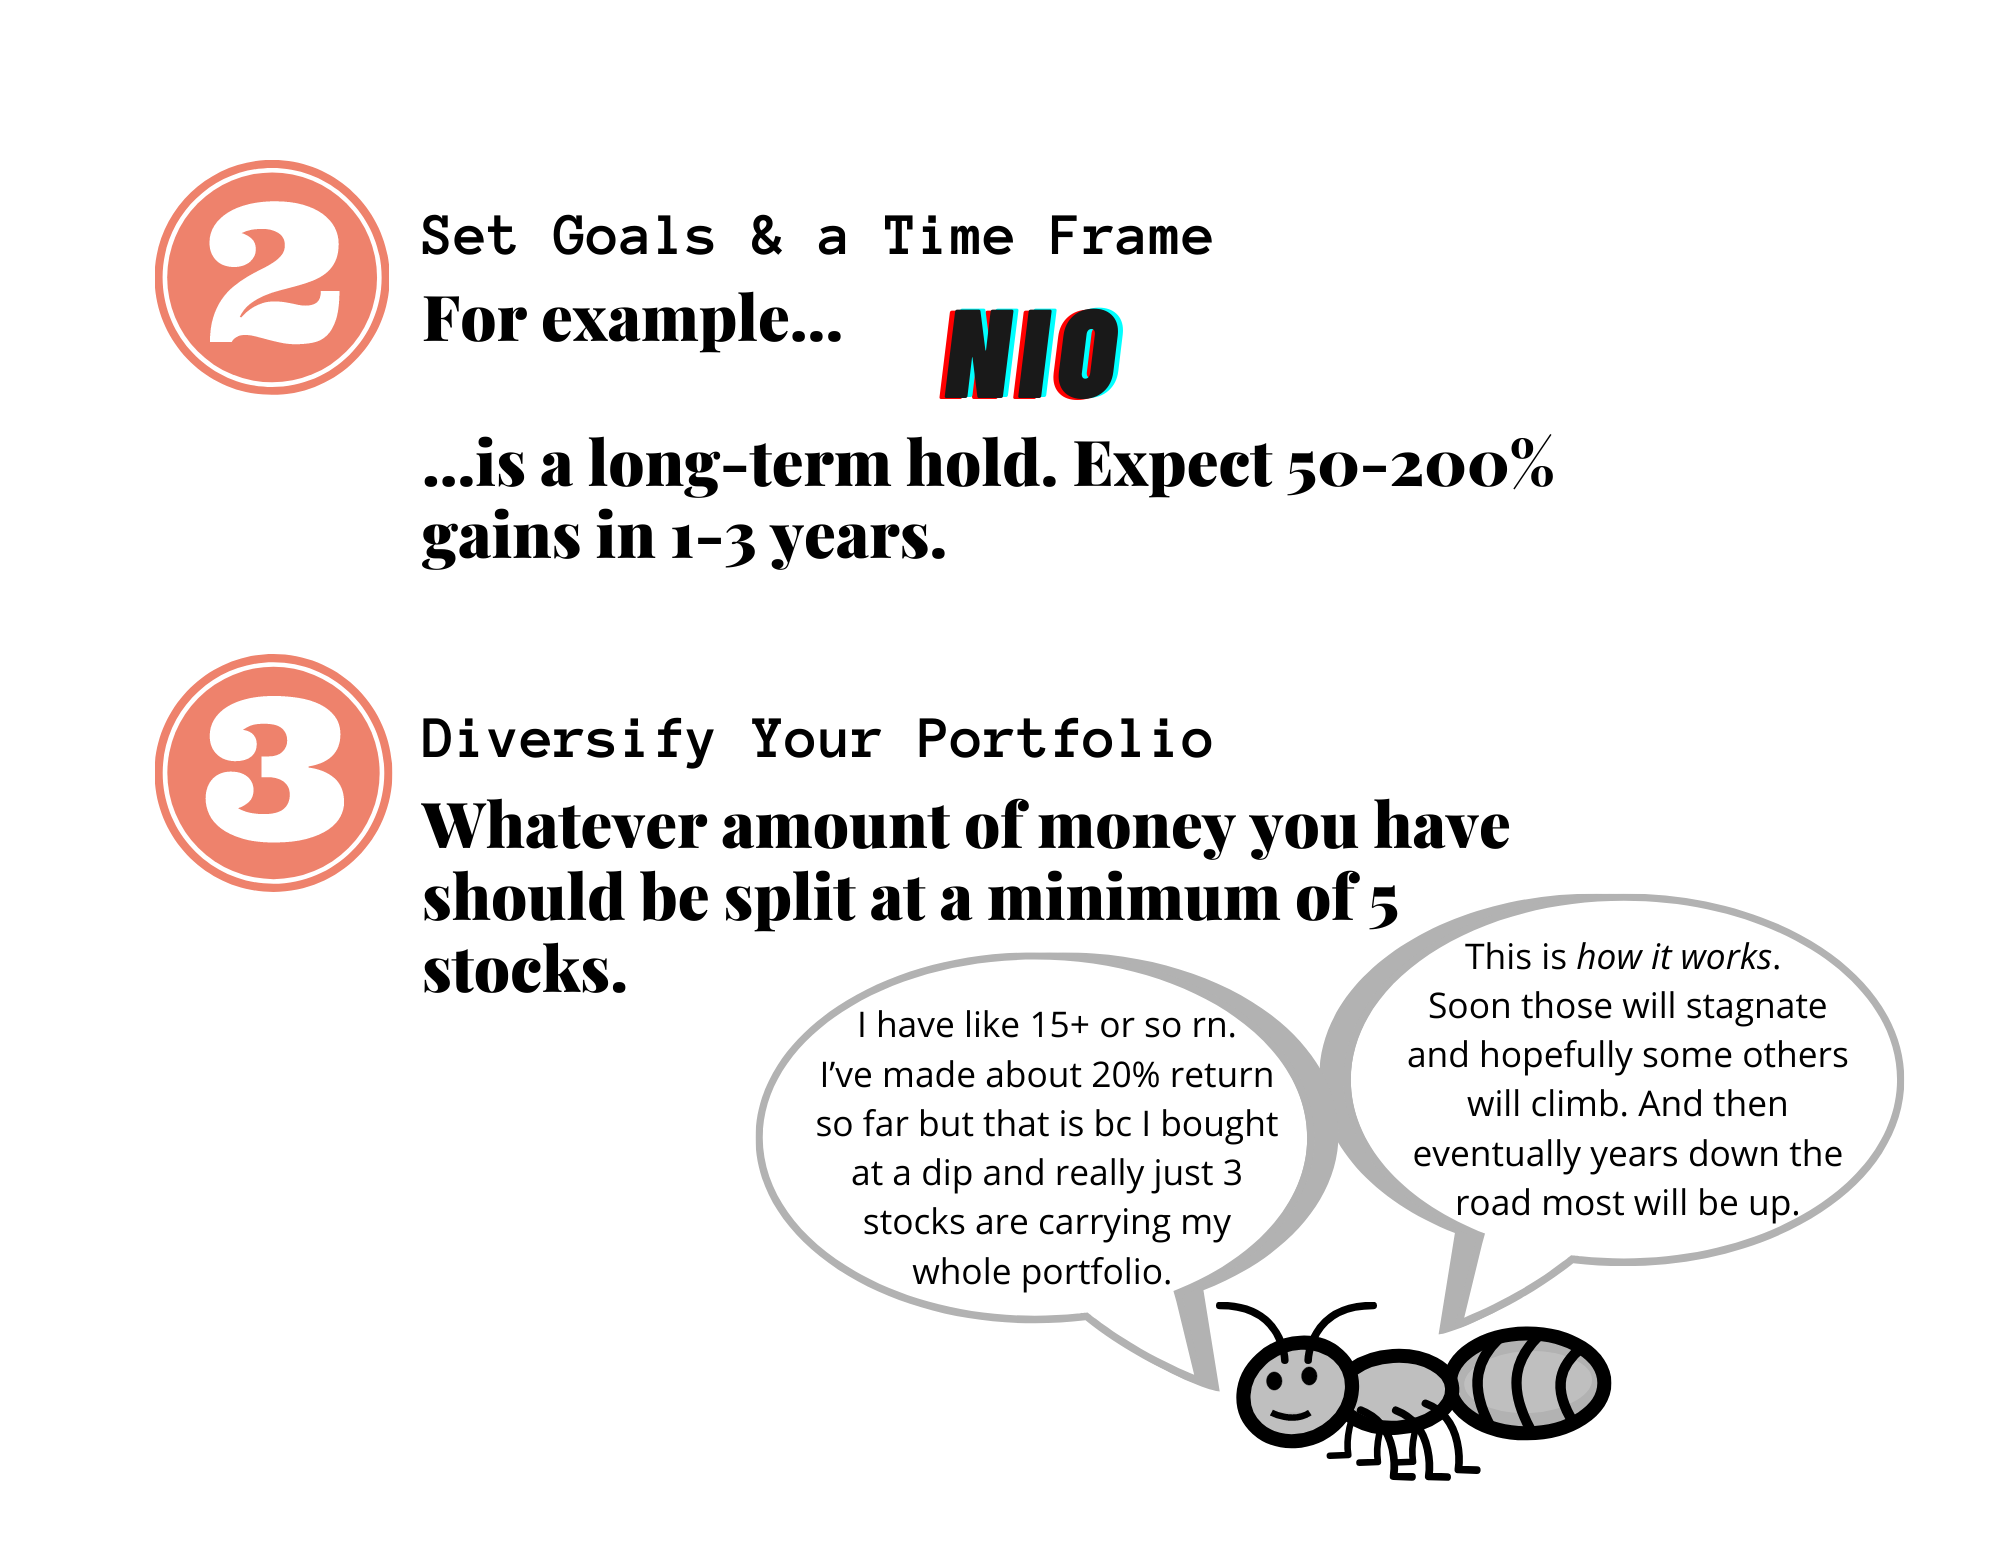 2
Set Goals & a Time Frame
For example...
NIO
...is a long-term hold. Expect 50-200%
gains in 1-3 years.
3
Diversify Your Portfolio
Whatever amount of money you have
should be split at a minimum of 5
stocks.
I have like 15+ or so rn.
I’ve made about 20% return
so far but that is bc I bought
at a dip and really just 3
stocks are carrying my
whole portfolio.
This is how it works.
Soon those will stagnate
and hopefully some others
will climb. And then
eventually years down the
road most will be up.